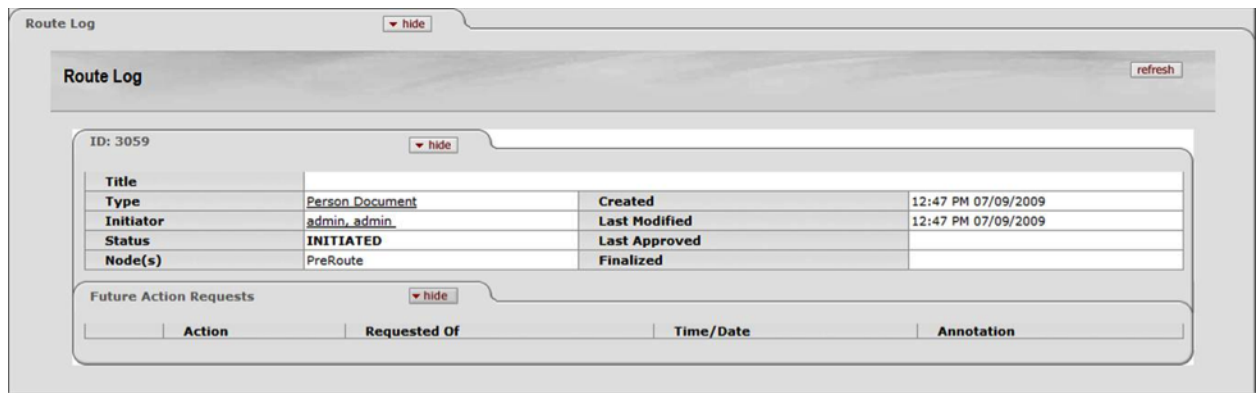 Route Log hide
Route Log refresh
ID: 3059 hide
Title
Type Person Document Created 12:47 PM 07/09/2009
Initiator admin, admin Last Modified 12:47 PM 07/09/2009
Status INITIATED Last Approved
Node(s) PreRoute Finalized
Future Action Requests hide
Action Requested Of Time/Date Annotation